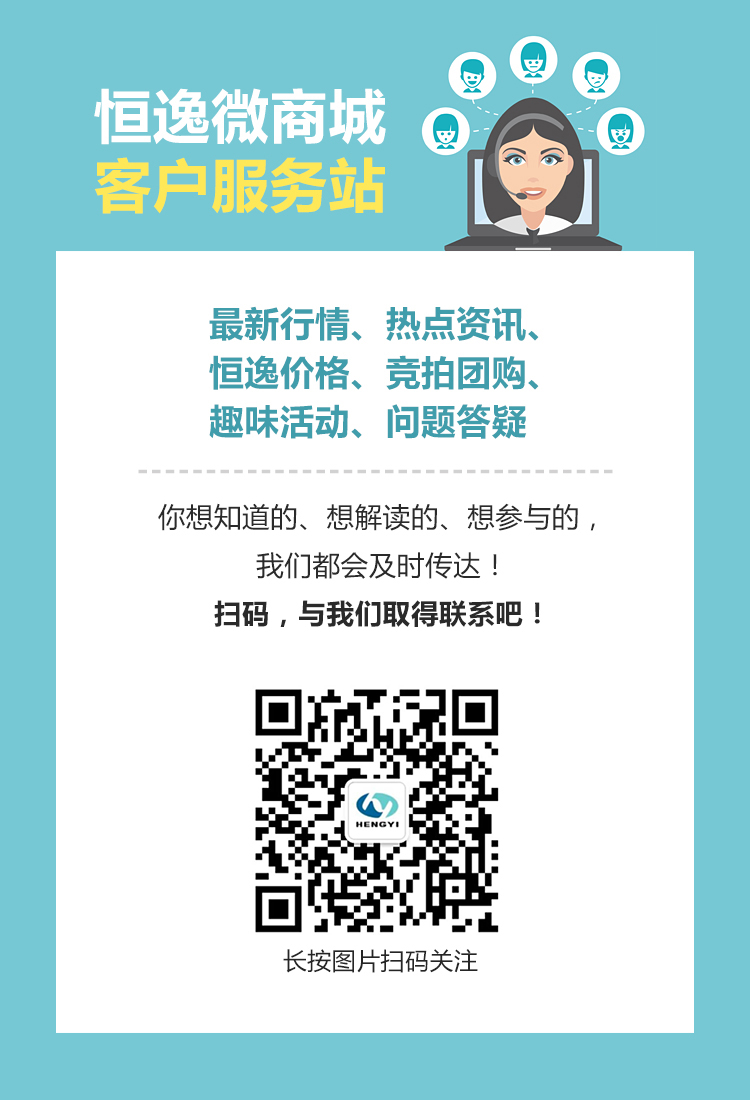 恒逸微商城
客户服务站
最新行情、热点资讯、
恒逸价格、竞拍团购、
趣味活动、问题答疑
你想知道的、想解读的、想参与的，
我们都会及时传达！
扫码，与我们取得联系吧！
HENGYI
长按图片扫码关注